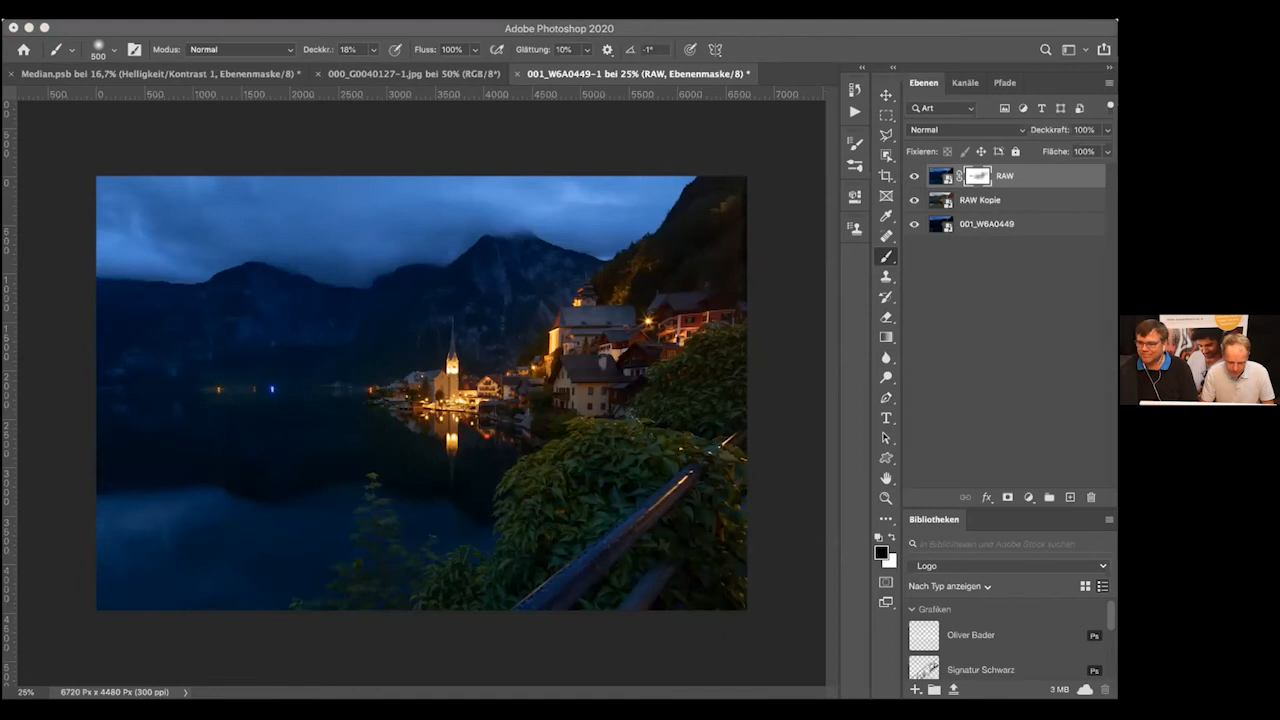 Adobe Photoshop 2020
500
Modus: Normal
Deckkr.: 18%
Fluss: 100%
Glättung: 10%
-1°
Median.psb bei 16,7% (Helligkeit/Kontrast 1, Ebenenmaske/8) *
000_G0040127-1.jpg bei 50% (RGB/8*)
001_W6A0449-1 bei 25% (RAW, Ebenenmaske/8) *
500 0 500 1000 1500 2000 2500 3000 3500 4000 4500 5000 5500 6000 6500 7000
Ebenen Kanäle Pfade
Art
Normal
Deckkraft: 100%
Fixieren:
Fläche: 100%
RAW
RAW Kopie
001_W6A0449
fx
Bibliotheken
In Bibliotheken und Adobe Stock suchen
Logo
Nach Typ anzeigen
Grafiken
Oliver Bader
Ps
Signatur Schwarz
Ps
3 MB
25%
6720 Px x 4480 Px (300 ppi)